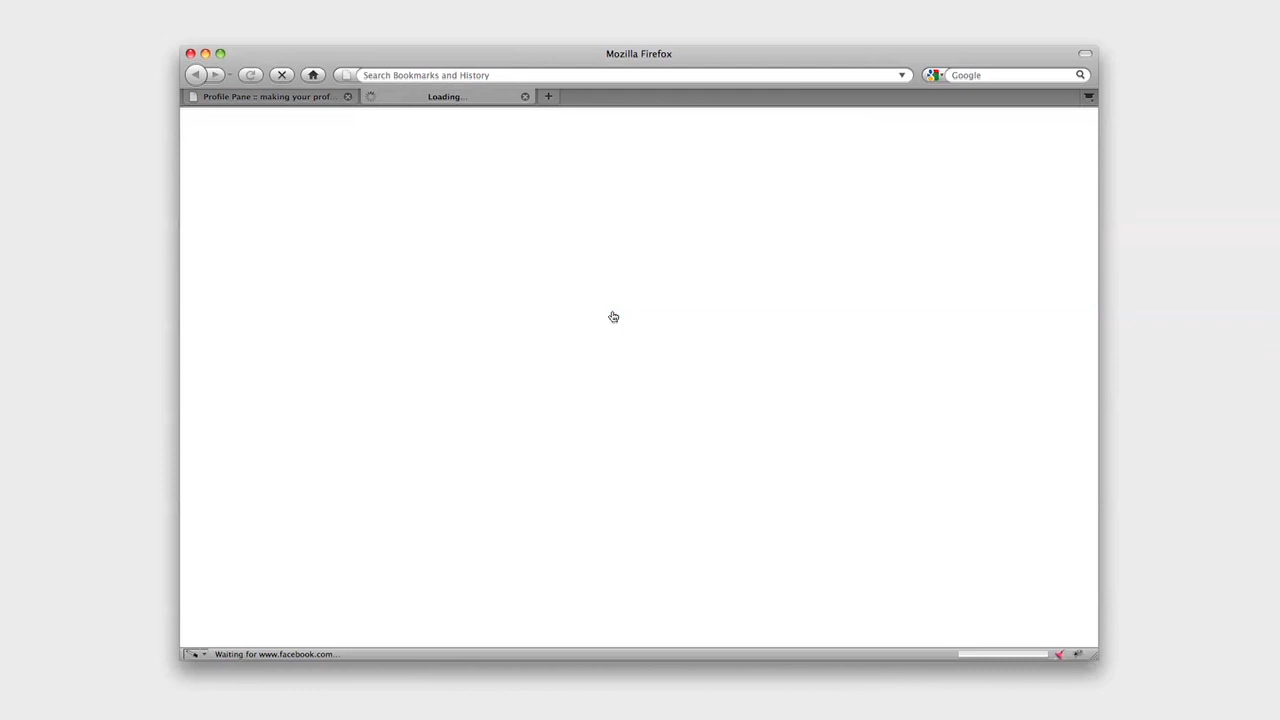 Mozilla Firefox
Search Bookmarks and History
Google
Profile Pane :: making your prof...
Loading...
Waiting for www.facebook.com...